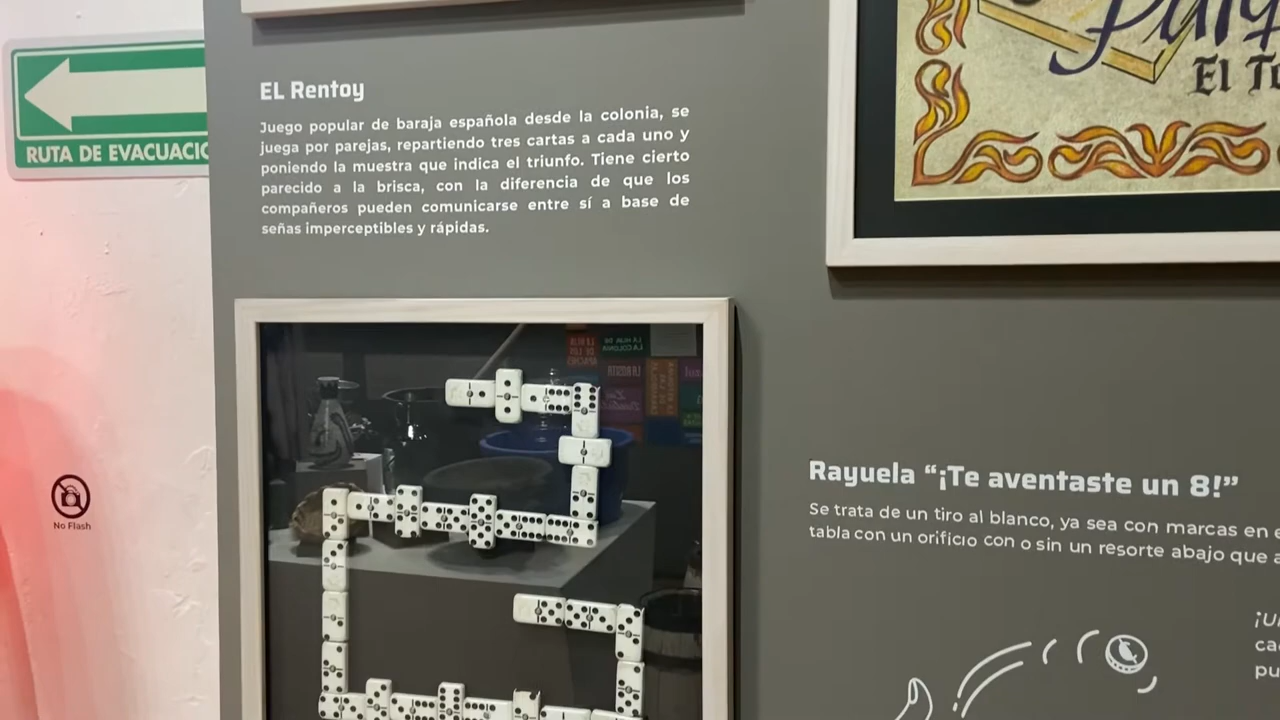 RUTA DE EVACUACIÓ
No Flash
EL Rentoy
Juego popular de baraja española desde la colonia, se
juega por parejas, repartiendo tres cartas a cada uno y
poniendo la muestra que indica el triunfo. Tiene cierto
parecido a la brisca, con la diferencia de que los
compañeros pueden comunicarse entre sí a base de
señas imperceptibles y rápidas.
El
Rayuela “¡Te aventaste un 8!”
Se trata de un tiro al blanco, ya sea con marcas en
tabla con un orificio con o sin un resorte abajo que